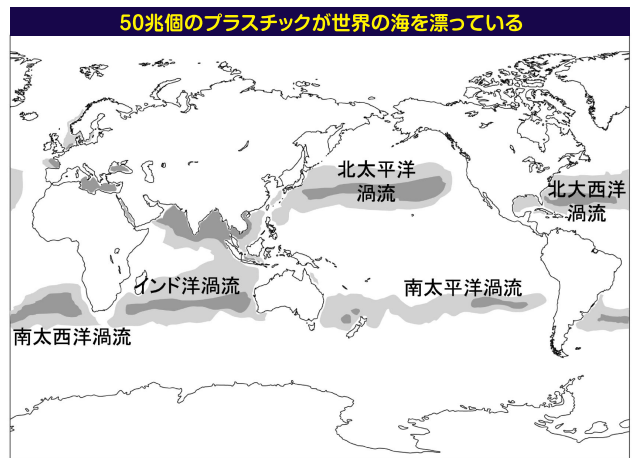 50兆個のプラスチックが世界の海を漂っている
北太平洋
渦流
北大西洋
渦流
インド洋渦流
南太平洋渦流
南太西洋渦流